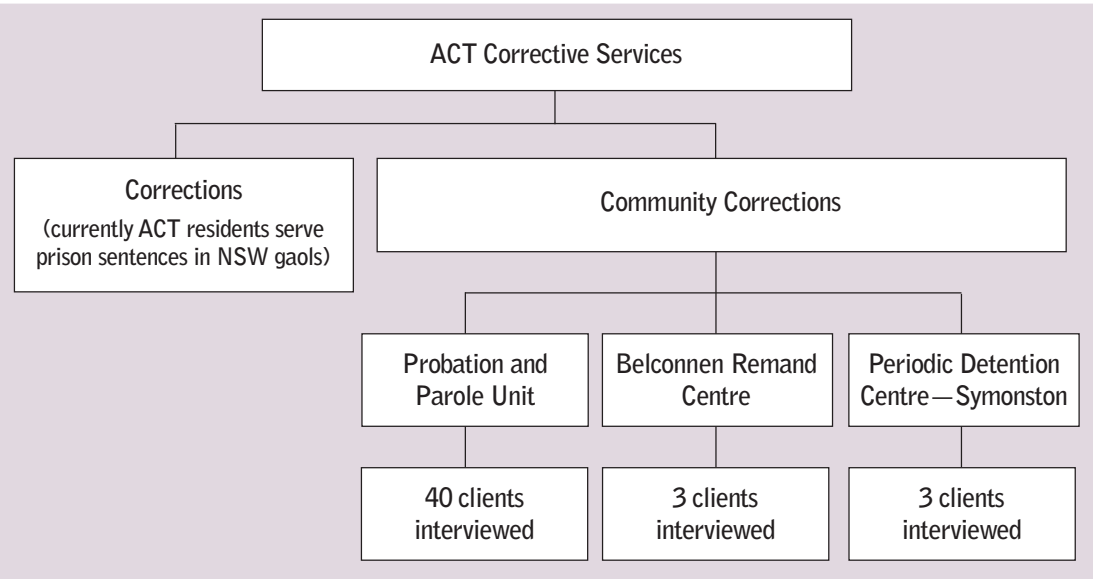 ACT Corrective Services
Corrections
(currently ACT residents serve
prison sentences in NSW gaols)
Community Corrections
Probation and
Parole Unit
Belconnen Remand
Centre
Periodic Detention
Centre—Symonston
40 clients
interviewed
3 clients
interviewed
3 clients
interviewed